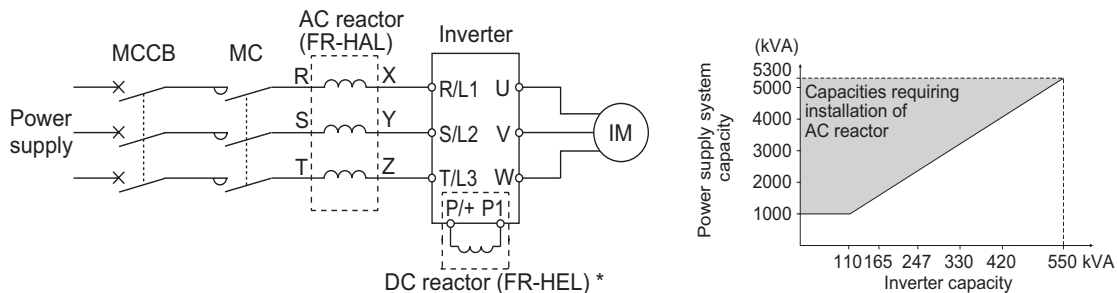 AC reactor
(FR-HAL)
Inverter
MCCB
MC
R
X
R/L1
U
Power
supply
S
Y
S/L2
V
IM
T
Z
T/L3
W
P/+ P1
DC reactor (FR-HEL) *
(kVA)
5300
5000
4000
3000
2000
1000
Power supply system
capacity
Capacities requiring
installation of
AC reactor
110 165 247 330 420 550 kVA
Inverter capacity